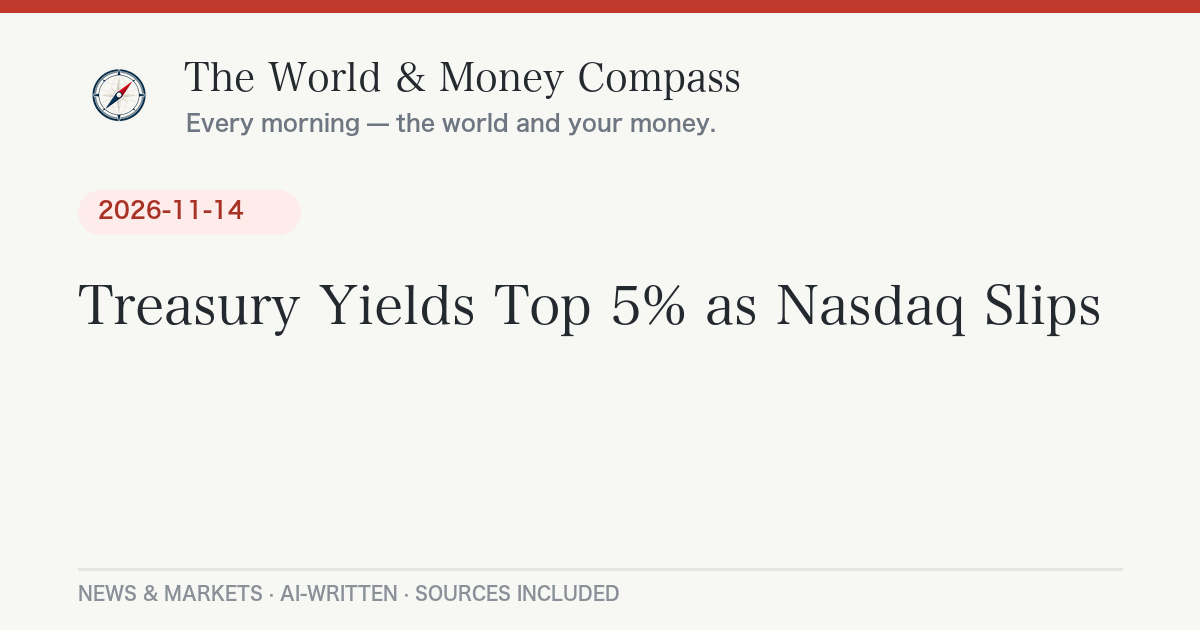 The World & Money Compass
Every morning — the world and your money.
2026-11-14
Treasury Yields Top 5% as Nasdaq Slips
NEWS & MARKETS · AI-WRITTEN · SOURCES INCLUDED